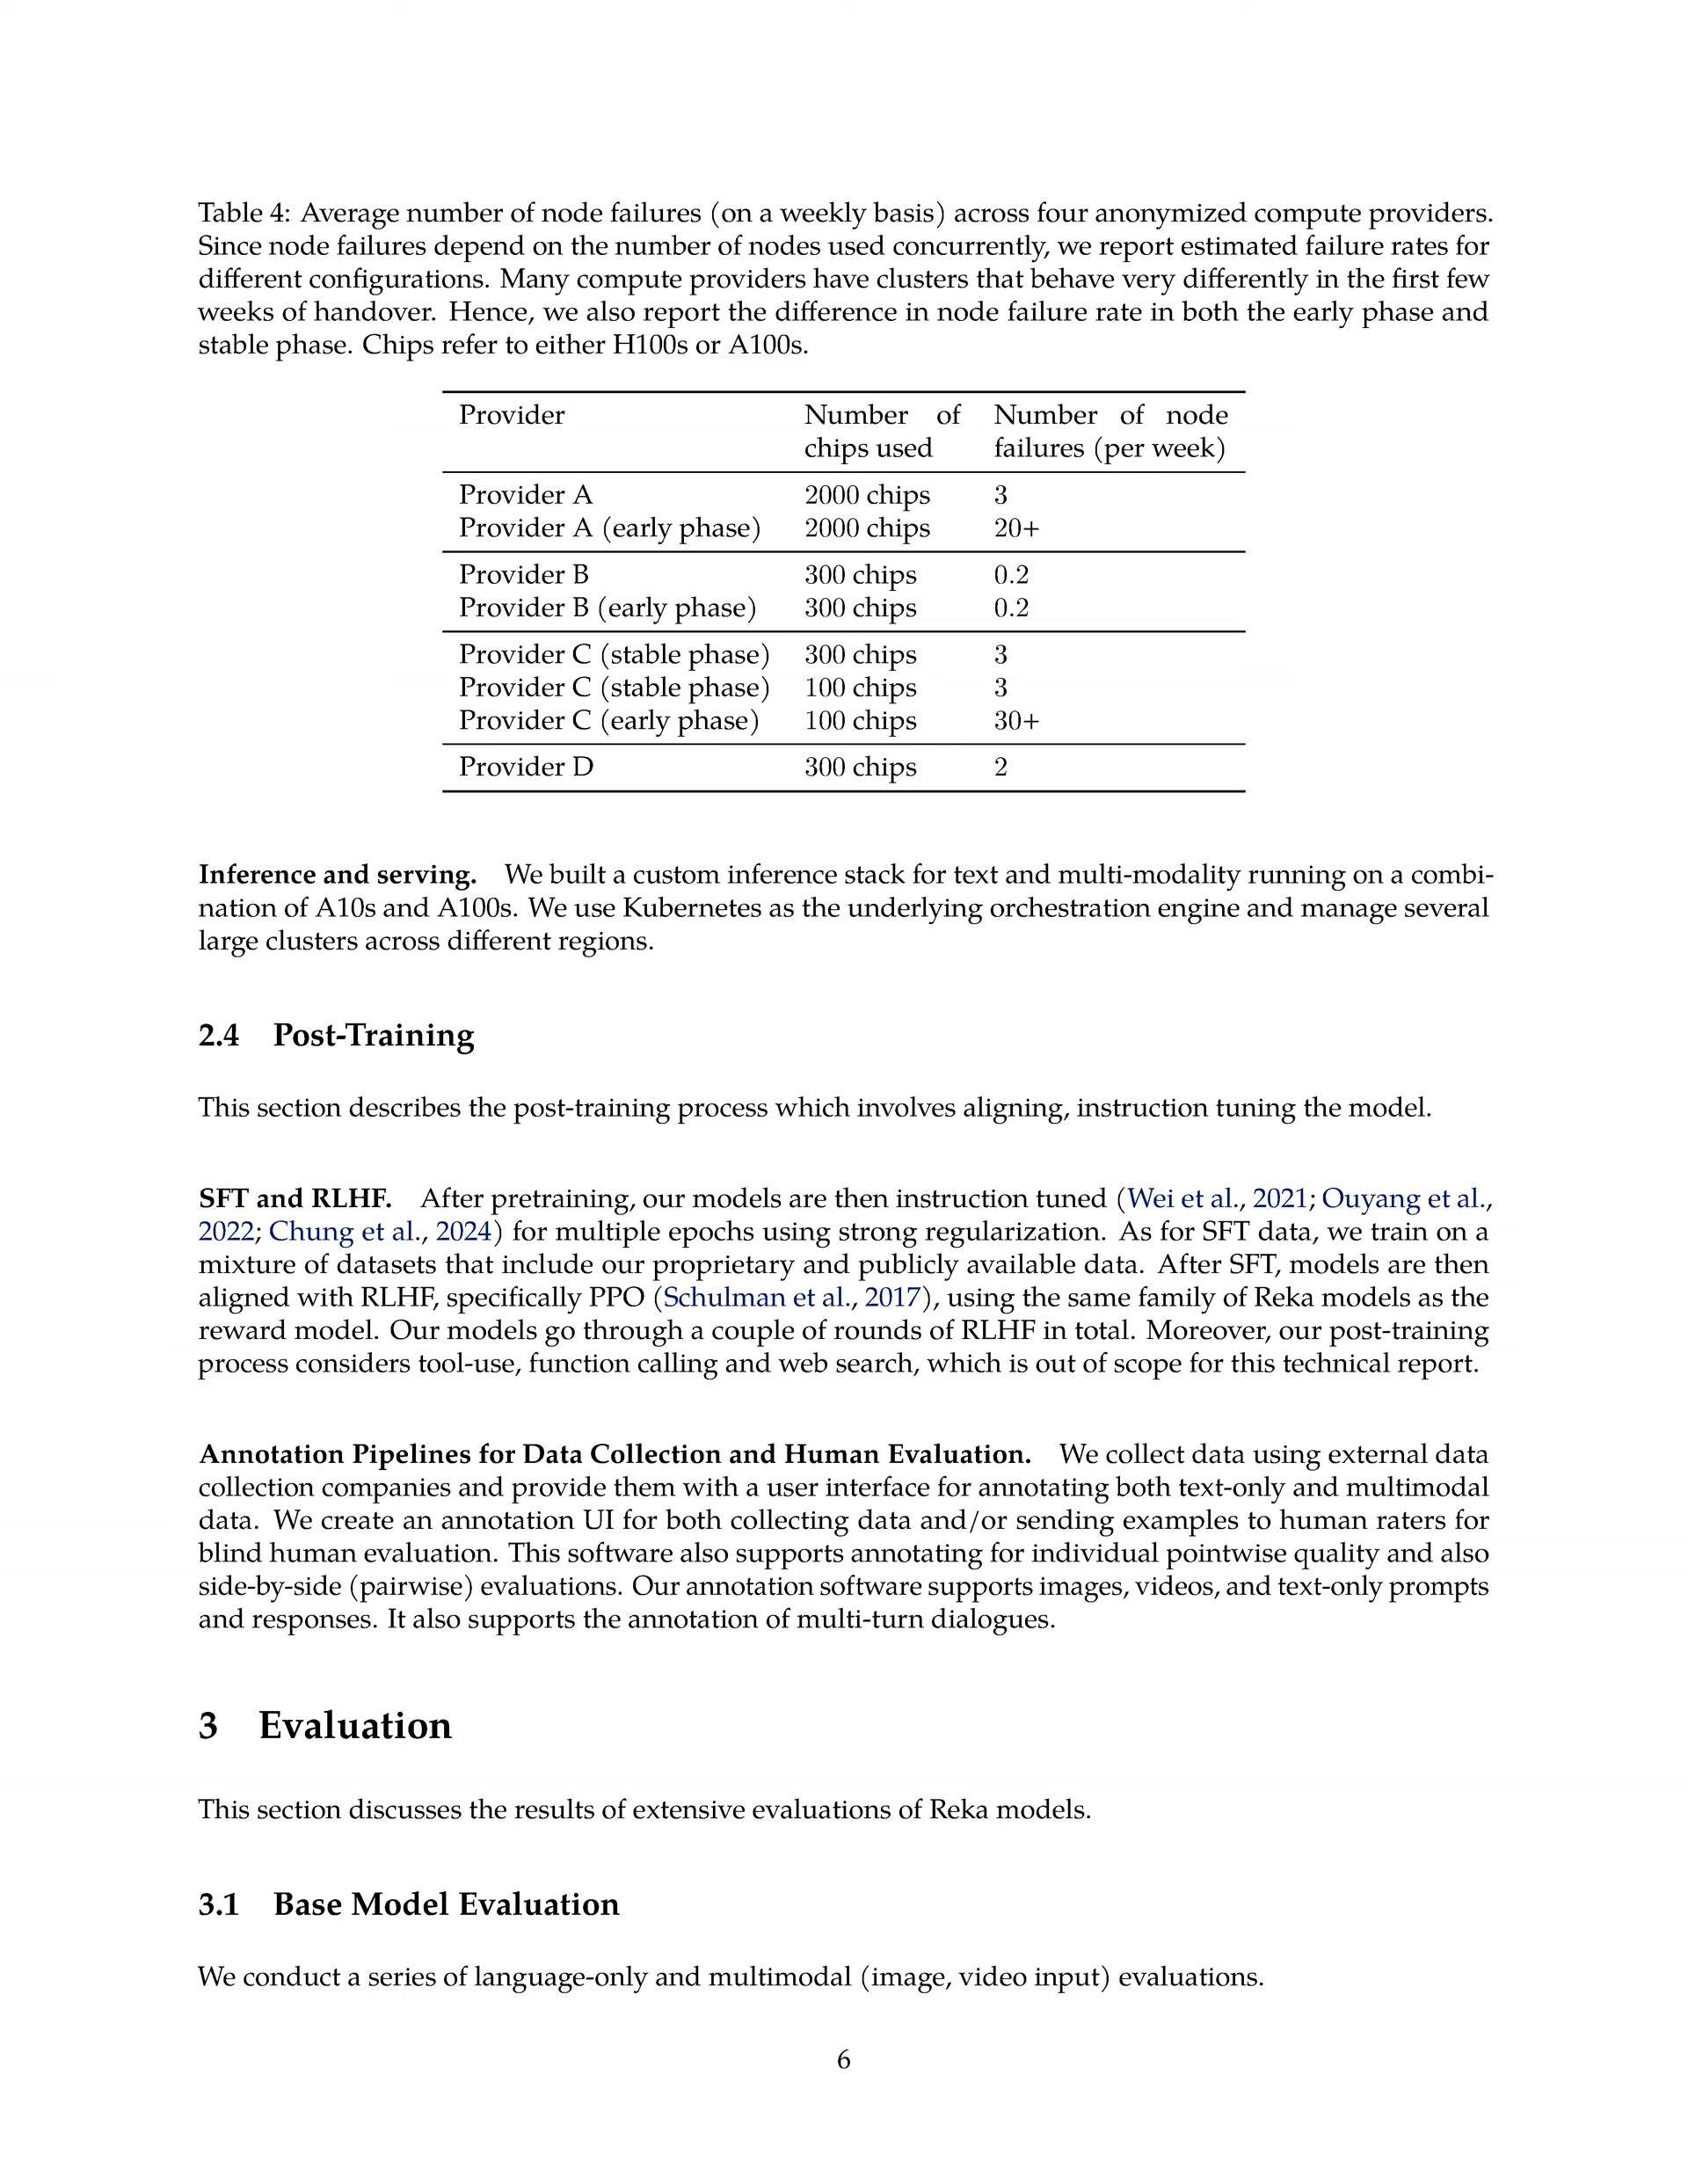 Table 4: Average number of node failures (on a weekly basis) across four anonymized compute providers.
Since node failures depend on the number of nodes used concurrently, we report estimated failure rates for
different configurations. Many compute providers have clusters that behave very differently in the first few
weeks of handover. Hence, we also report the difference in node failure rate in both the early phase and
stable phase. Chips refer to either H100s or A100s.
Provider Number of Number of node
chips used failures (per week)
Provider A 2000 chips 3
Provider A (early phase) 2000 chips 20+
Provider B 300 chips 0.2
Provider B (early phase) 300 chips 0.2
Provider C (stable phase) 300 chips 3
Provider C (stable phase) 100 chips 3
Provider C (early phase) 100 chips 30+
Provider D 300 chips 2
Inference and serving. We built a custom inference stack for text and multi-modality running on a combi-
nation of A10s and A100s. We use Kubernetes as the underlying orchestration engine and manage several
large clusters across different regions.
2.4 Post-Training
This section describes the post-training process which involves aligning, instruction tuning the model.
SFT and RLHF. After pretraining, our models are then instruction tuned (Wei et al., 2021; Ouyang et al.,
2022; Chung et al., 2024) for multiple epochs using strong regularization. As for SFT data, we train on a
mixture of datasets that include our proprietary and publicly available data. After SFT, models are then
aligned with RLHF, specifically PPO (Schulman et al., 2017), using the same family of Reka models as the
reward model. Our models go through a couple of rounds of RLHF in total. Moreover, our post-training
process considers tool-use, function calling and web search, which is out of scope for this technical report.
Annotation Pipelines for Data Collection and Human Evaluation. We collect data using external data
collection companies and provide them with a user interface for annotating both text-only and multimodal
data. We create an annotation UI for both collecting data and/or sending examples to human raters for
blind human evaluation. This software also supports annotating for individual pointwise quality and also
side-by-side (pairwise) evaluations. Our annotation software supports images, videos, and text-only prompts
and responses. It also supports the annotation of multi-turn dialogues.
3 Evaluation
This section discusses the results of extensive evaluations of Reka models.
3.1 Base Model Evaluation
We conduct a series of language-only and multimodal (image, video input) evaluations.
6